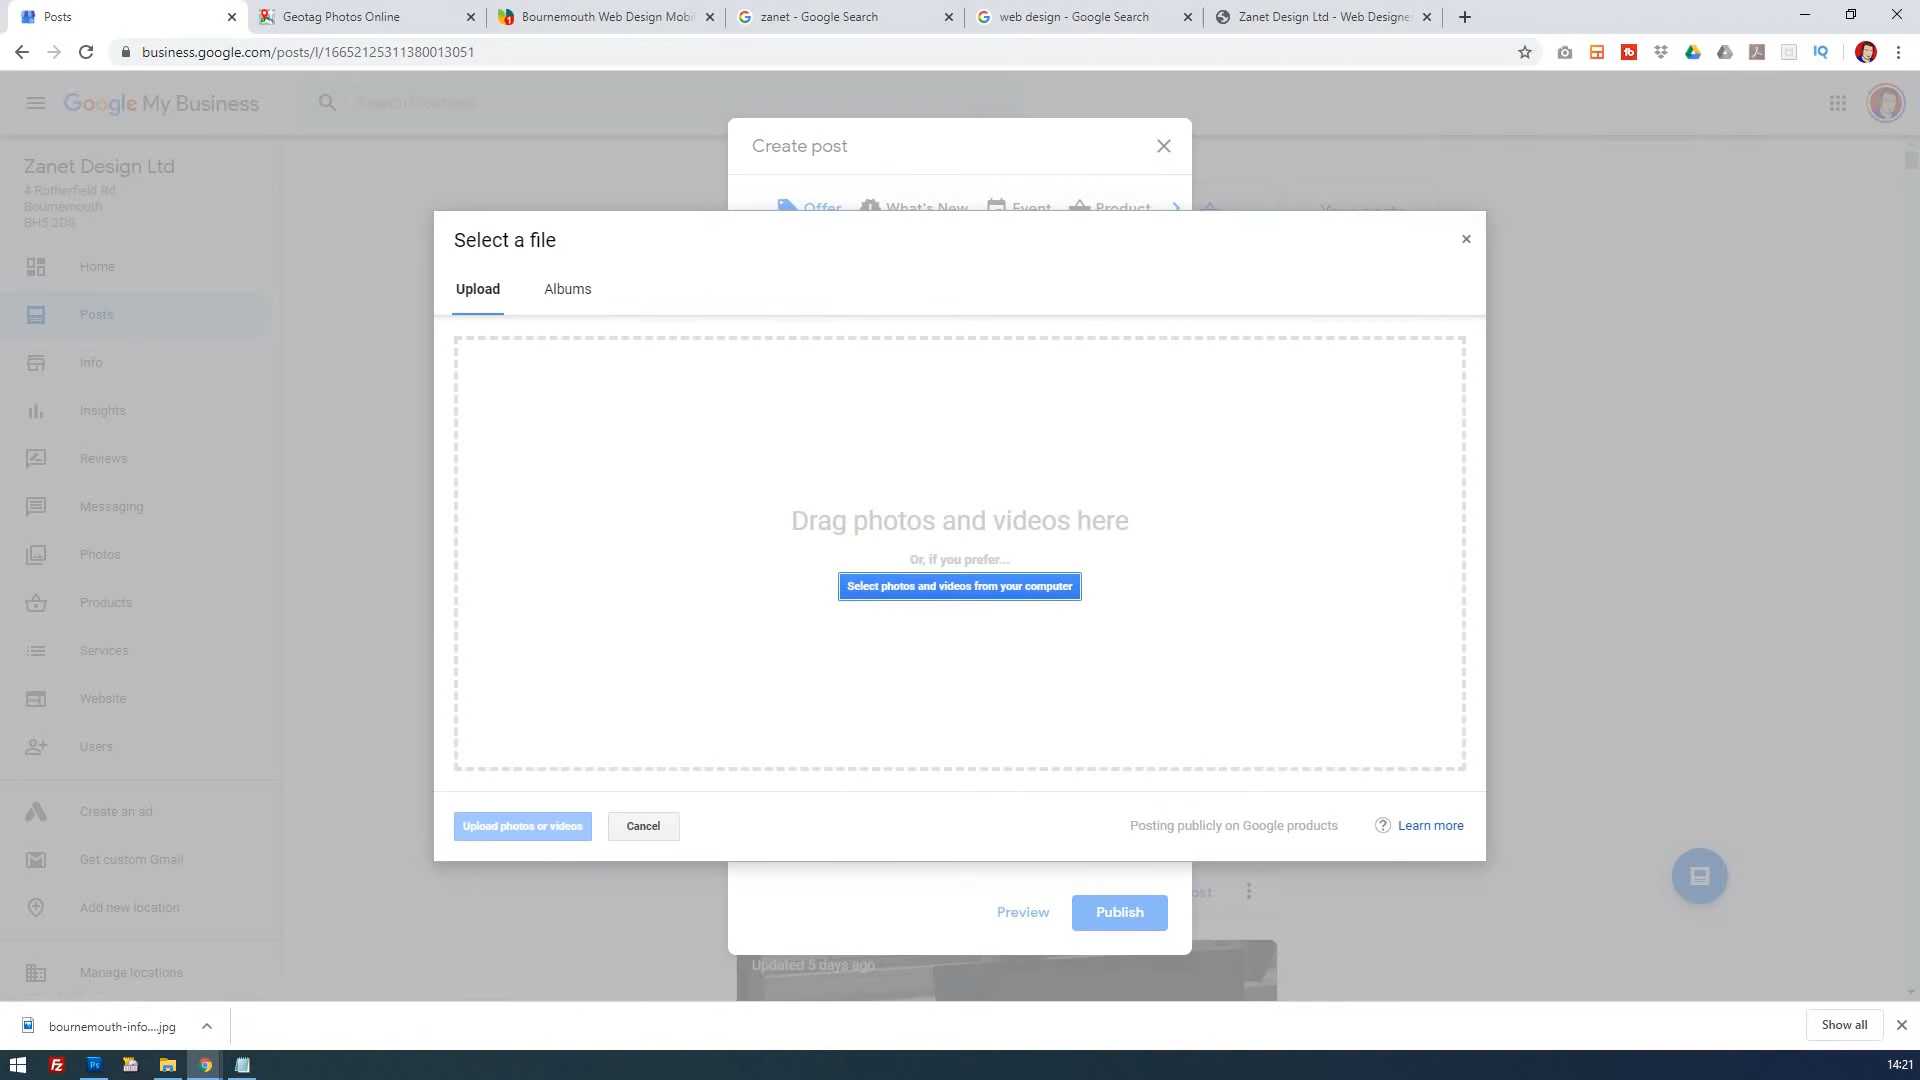 Posts
Geotag Photos Online
Bournemouth Web Design Mobil
zanet - Google Search
web design - Google Search
Zanet Design Ltd - Web Designe
business.google.com/posts/l/16652125311380013051
Google My Business
Search locations
Zanet Design Ltd
4 Rotherfield Rd
Bournemouth
BH5 2DS
Home
Posts
Info
Insights
Reviews
Messaging
Photos
Products
Services
Website
Users
Create an ad
Get custom Gmail
Add new location
Manage locations
Create post
Offer
What's New
Event
Product
Your posts
Select a file
Upload
Albums
Drag photos and videos here
Or, if you prefer...
Select photos and videos from your computer
Upload photos or videos
Cancel
Posting publicly on Google products
Learn more
ost
Preview
Publish
Updated 5 days ago
bournemouth-info....jpg
Show all
14:21